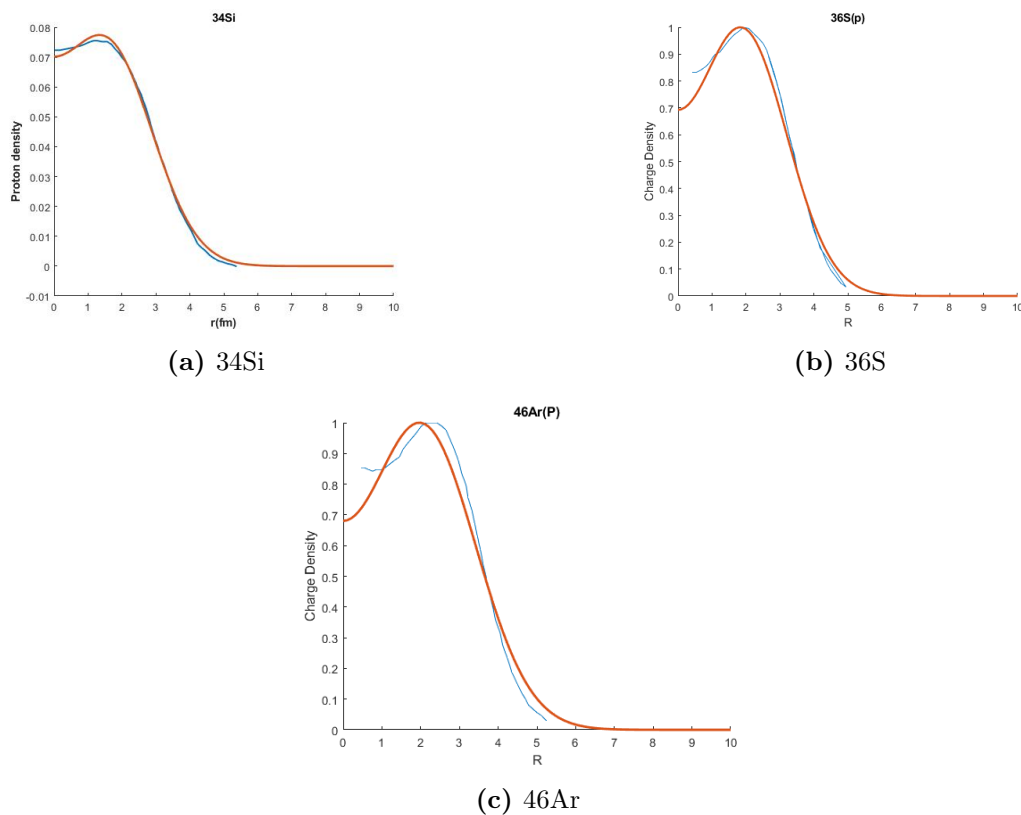 34Si
0.08
0.07
0.06
0.05
0.04
0.03
0.02
0.01
0
-0.01
Proton density
0 1 2 3 4 5 6 7 8 9 10
r(fm)
(a) 34Si
36S(p)
1
0.9
0.8
0.7
0.6
0.5
0.4
0.3
0.2
0.1
0
Charge Density
0 1 2 3 4 5 6 7 8 9 10
R
(b) 36S
46Ar(P)
1
0.9
0.8
0.7
0.6
0.5
0.4
0.3
0.2
0.1
0
Charge Density
0 1 2 3 4 5 6 7 8 9 10
R
(c) 46Ar